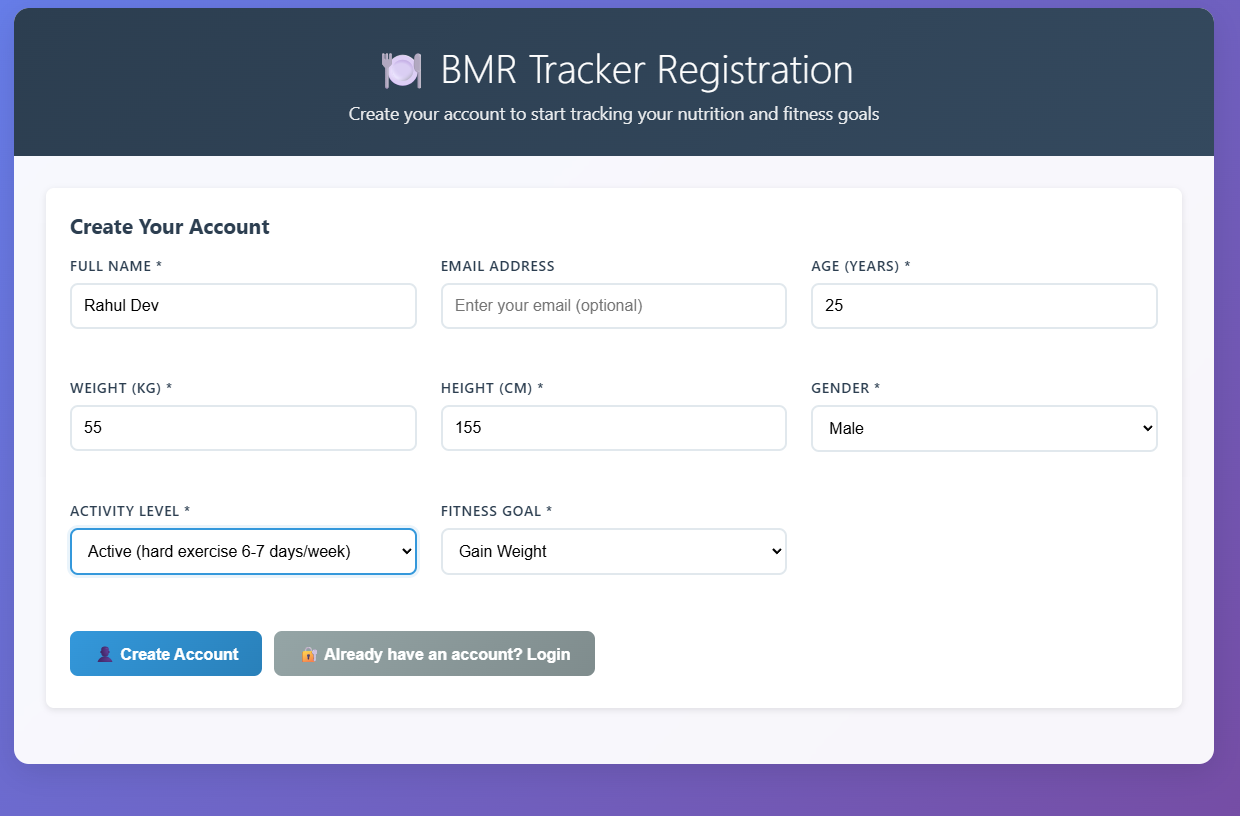 BMR Tracker Registration
Create your account to start tracking your nutrition and fitness goals
Create Your Account
FULL NAME *
Rahul Dev
EMAIL ADDRESS
Enter your email (optional)
AGE (YEARS) *
25
WEIGHT (KG) *
55
HEIGHT (CM) *
155
GENDER *
Male
ACTIVITY LEVEL *
Active (hard exercise 6-7 days/week)
FITNESS GOAL *
Gain Weight
Create Account
Already have an account? Login